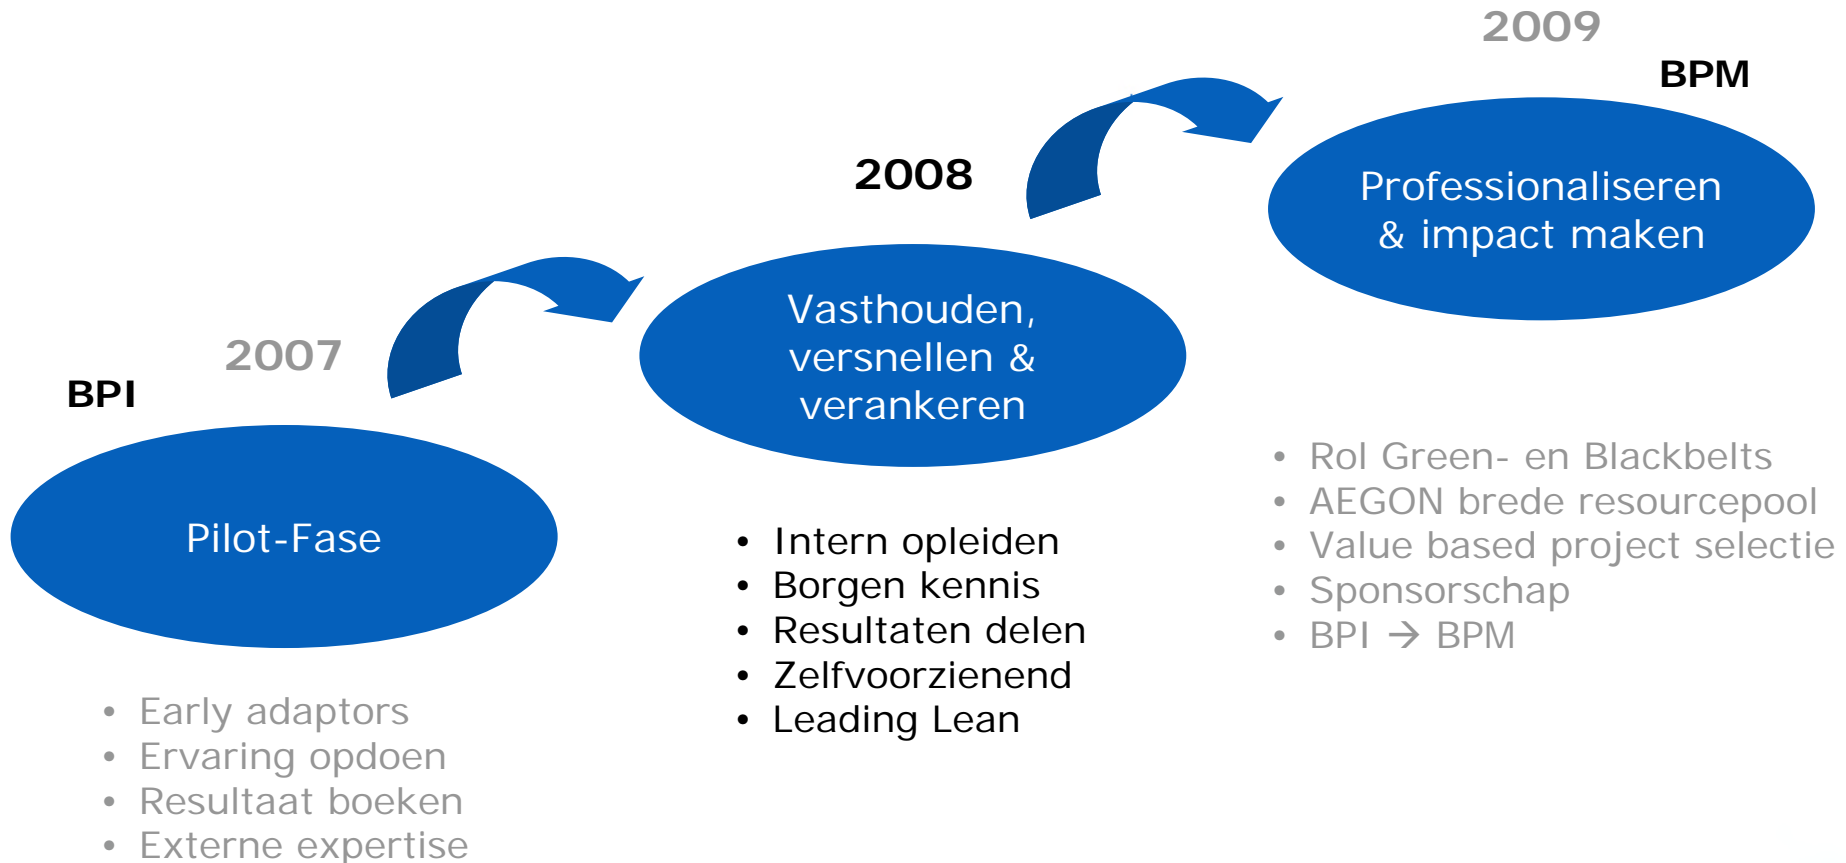 BPI
2007
Pilot-Fase
• Early adaptors
• Ervaring opdoen
• Resultaat boeken
• Externe expertise
2008
Vasthouden,
versnellen &
verankeren
• Intern opleiden
• Borgen kennis
• Resultaten delen
• Zelfvoorzienend
• Leading Lean
2009
BPM
Professionaliseren
& impact maken
• Rol Green- en Blackbelts
• AEGON brede resourcepool
• Value based project selectie
• Sponsorschap
• BPI → BPM